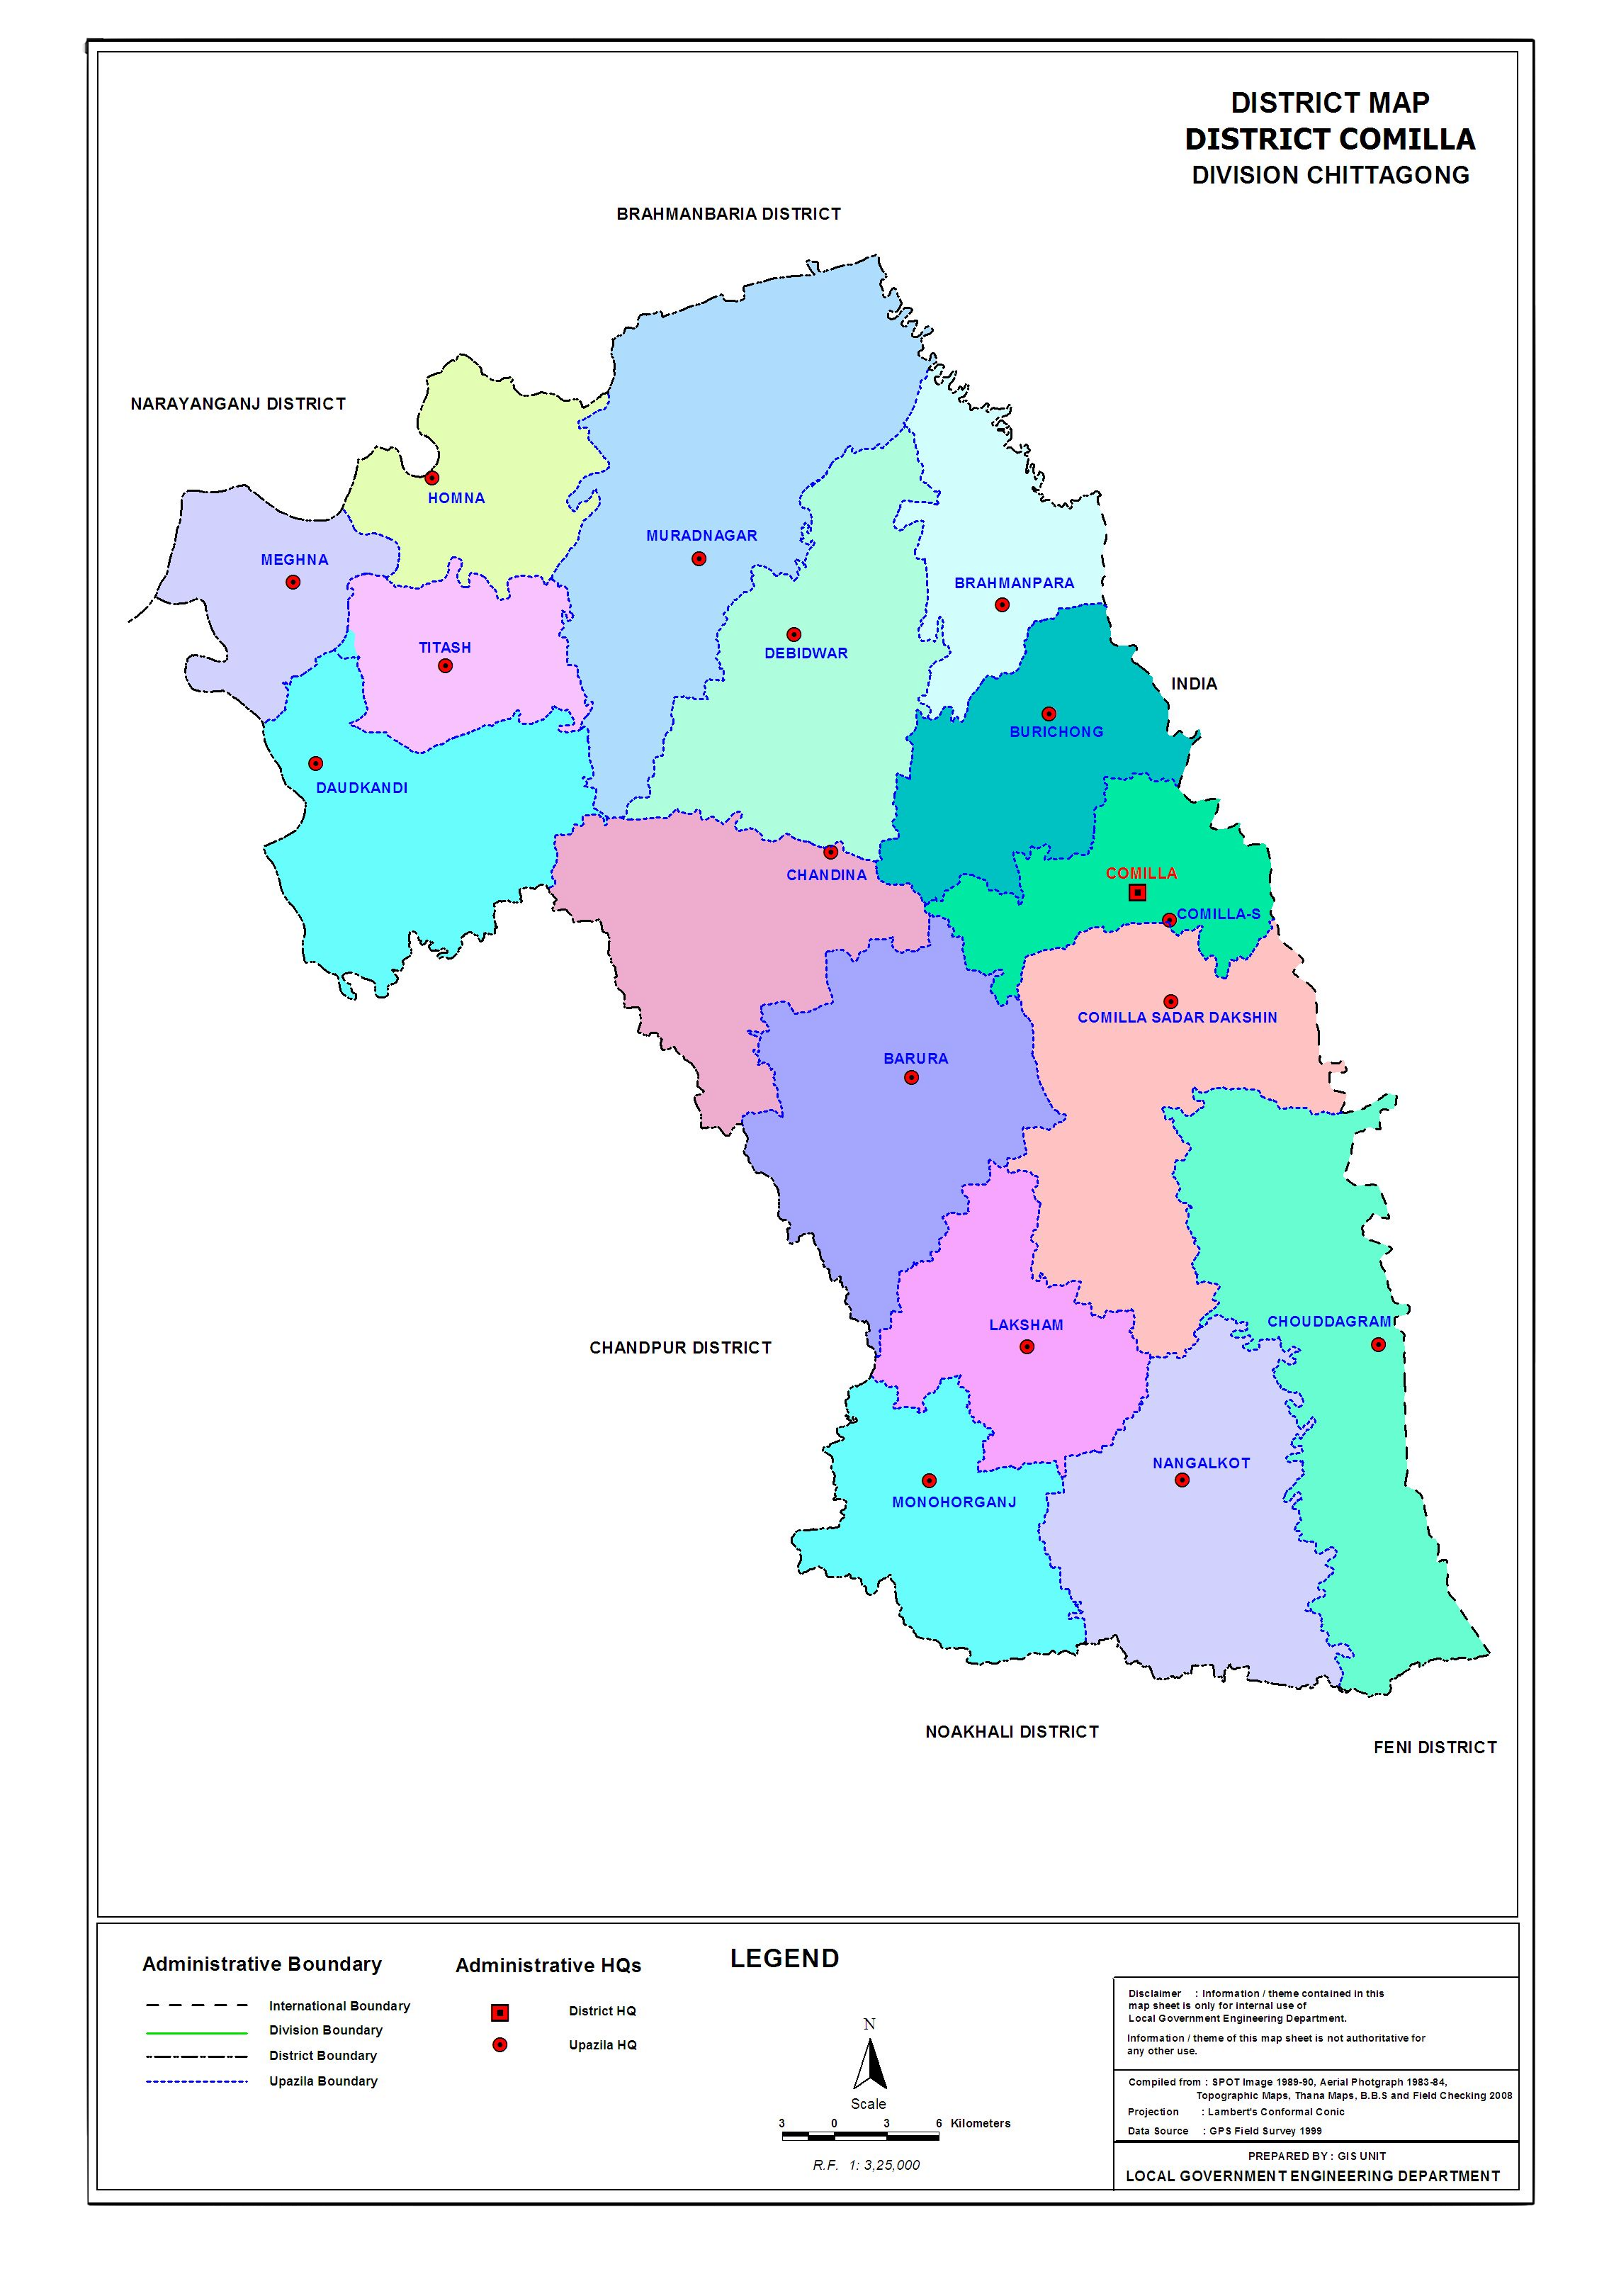 DISTRICT MAP
DISTRICT COMILLA
DIVISION CHITTAGONG
BRAHMANBARIA DISTRICT
NARAYANGANJ DISTRICT
HOMNA
MURADNAGAR
MEGHNA
BRAHMANPARA
TITASH
DEBIDWAR
INDIA
BURICHONG
DAUDKANDI
CHANDINA
COMILLA
COMILLA-S
COMILLA SADAR DAKSHIN
BARURA
LAKSHAM
CHOUDDAGRAM
CHANDPUR DISTRICT
NANGALKOT
MONOHORGANJ
NOAKHALI DISTRICT
FENI DISTRICT
LEGEND
Administrative Boundary
International Boundary
Division Boundary
District Boundary
Upazila Boundary
Administrative HQs
District HQ
Upazila HQ
N
Scale
3 0 3 6 Kilometers
R.F. 1: 3,25,000
Disclaimer : Information / theme contained in this
map sheet is only for internal use of
Local Government Engineering Department.
Information / theme of this map sheet is not authoritative for
any other use.
Compiled from : SPOT Image 1989-90, Aerial Photgraph 1983-84,
Topographic Maps, Thana Maps, B.B.S and Field Checking 2008
Projection : Lambert's Conformal Conic
Data Source : GPS Field Survey 1999
PREPARED BY : GIS UNIT
LOCAL GOVERNMENT ENGINEERING DEPARTMENT